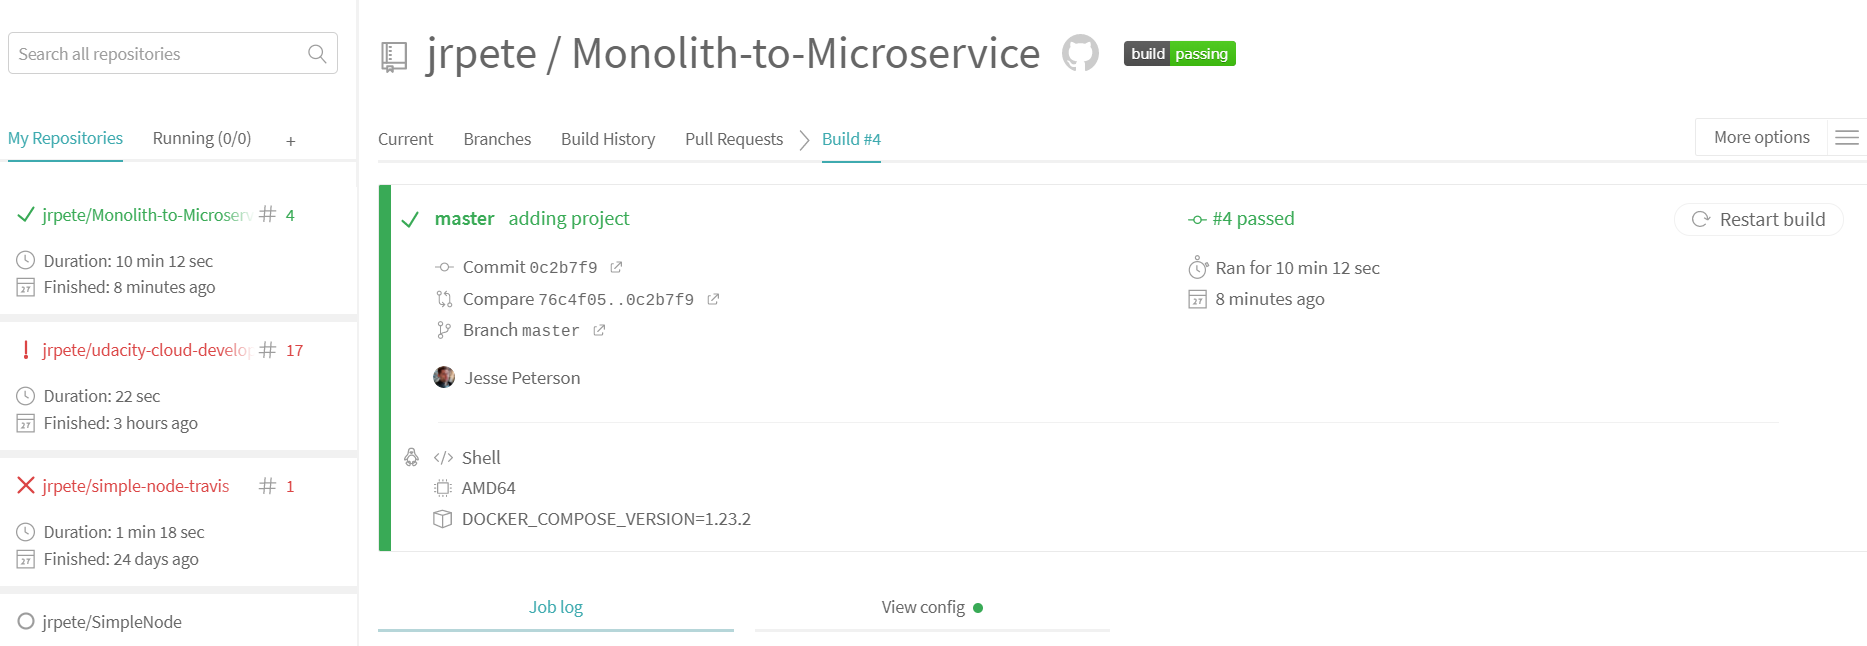 Search all repositories
My Repositories Running (0/0) +
jrpete/Monolith-to-Microserv # 4
Duration: 10 min 12 sec
Finished: 8 minutes ago
jrpete/udacity-cloud-develop # 17
Duration: 22 sec
Finished: 3 hours ago
jrpete/simple-node-travis # 1
Duration: 1 min 18 sec
Finished: 24 days ago
jrpete/SimpleNode
jrpete / Monolith-to-Microservice build passing
Current Branches Build History Pull Requests Build #4 More options
master adding project #4 passed Restart build
Commit 0c2b7f9 Ran for 10 min 12 sec
Compare 76c4f05..0c2b7f9 8 minutes ago
Branch master
Jesse Peterson
</> Shell
AMD64
DOCKER_COMPOSE_VERSION=1.23.2
Job log View config